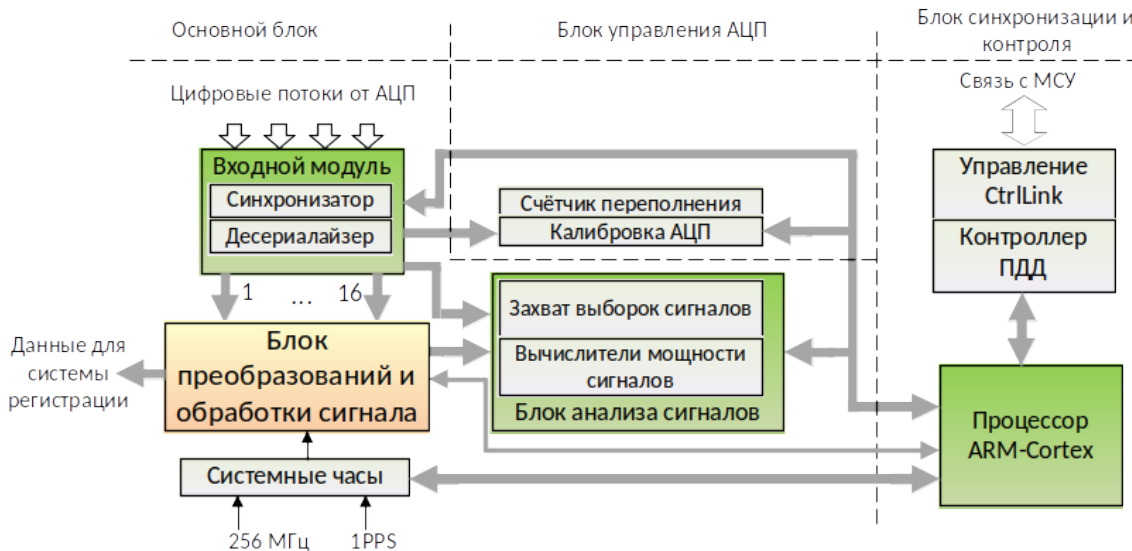 Основной блок
Блок управления АЦП
Блок синхронизации и
контроля
Цифровые потоки от АЦП
Связь с МСУ
Входной модуль
Синхронизатор
Десериалайзер
Счётчик переполнения
Калибровка АЦП
Управление
CtrlLink
Контроллер
ПДД
1 ... 16
Захват выборок сигналов
Вычислители мощности
сигналов
Блок анализа сигналов
Данные для
системы
регистрации
Блок
преобразований и
обработки сигнала
Процессор
ARM-Cortex
Системные часы
256 МГц
1PPS